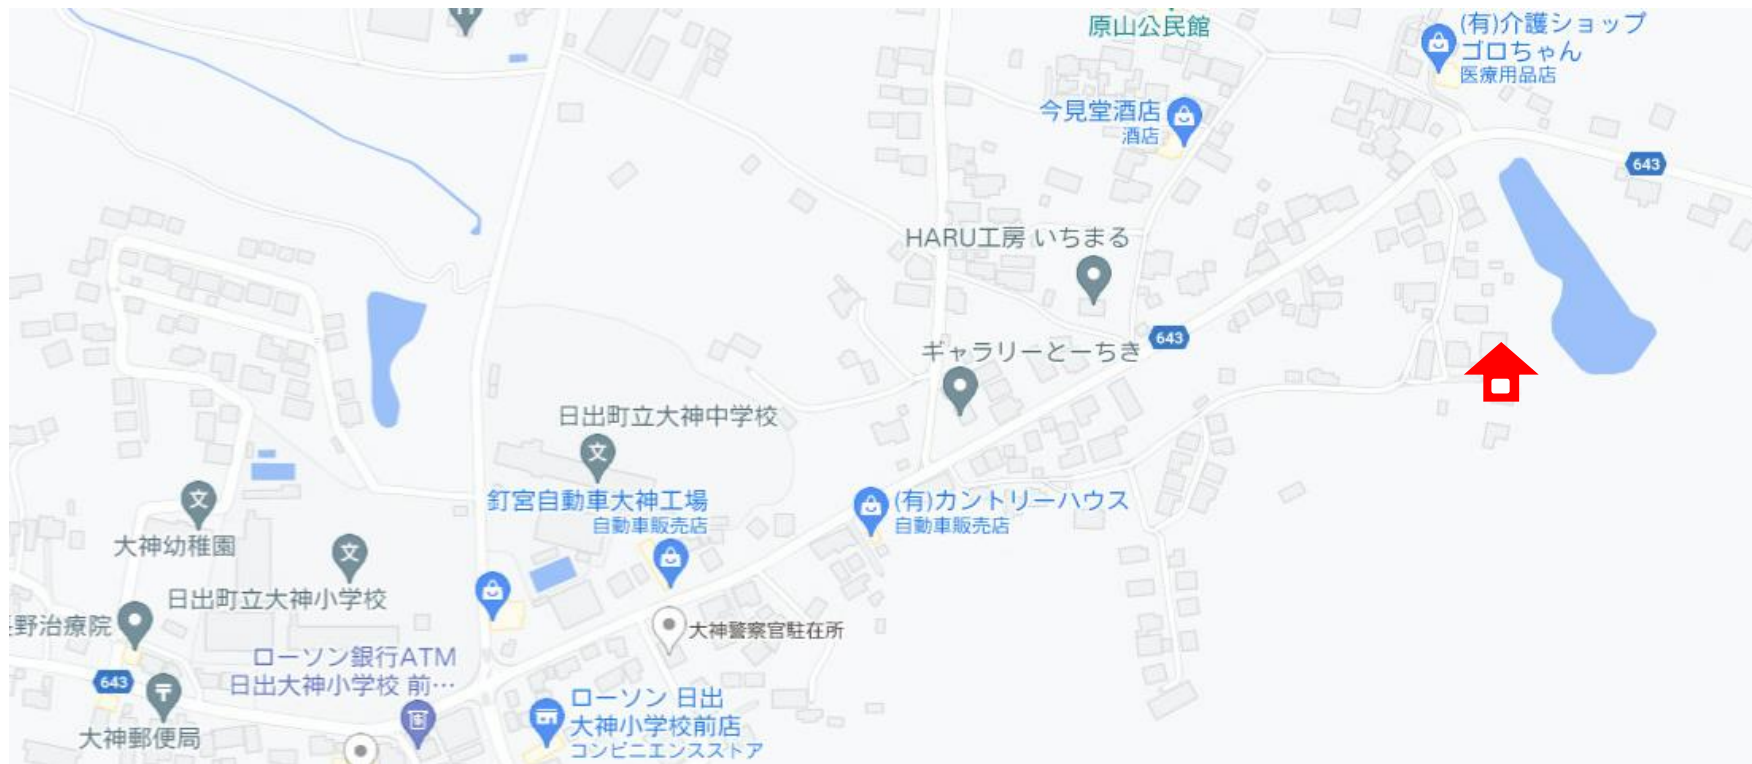 原山公民館
(有)介護ショップ
ゴロちゃん
医療用品店
今見堂酒店
酒店
643
HARU工房 いちまる
643
ギャラリーとーちき
日出町立大神中学校
文
釘宮自動車大神工場
自動車販売店
(有)カントリーハウス
自動車販売店
文
大神幼稚園
文
日出町立大神小学校
野治療院
大神警察官駐在所
ローソン銀行ATM
日出大神小学校 前…
643
大神郵便局
ローソン 日出
大神小学校前店
コンビニエンスストア